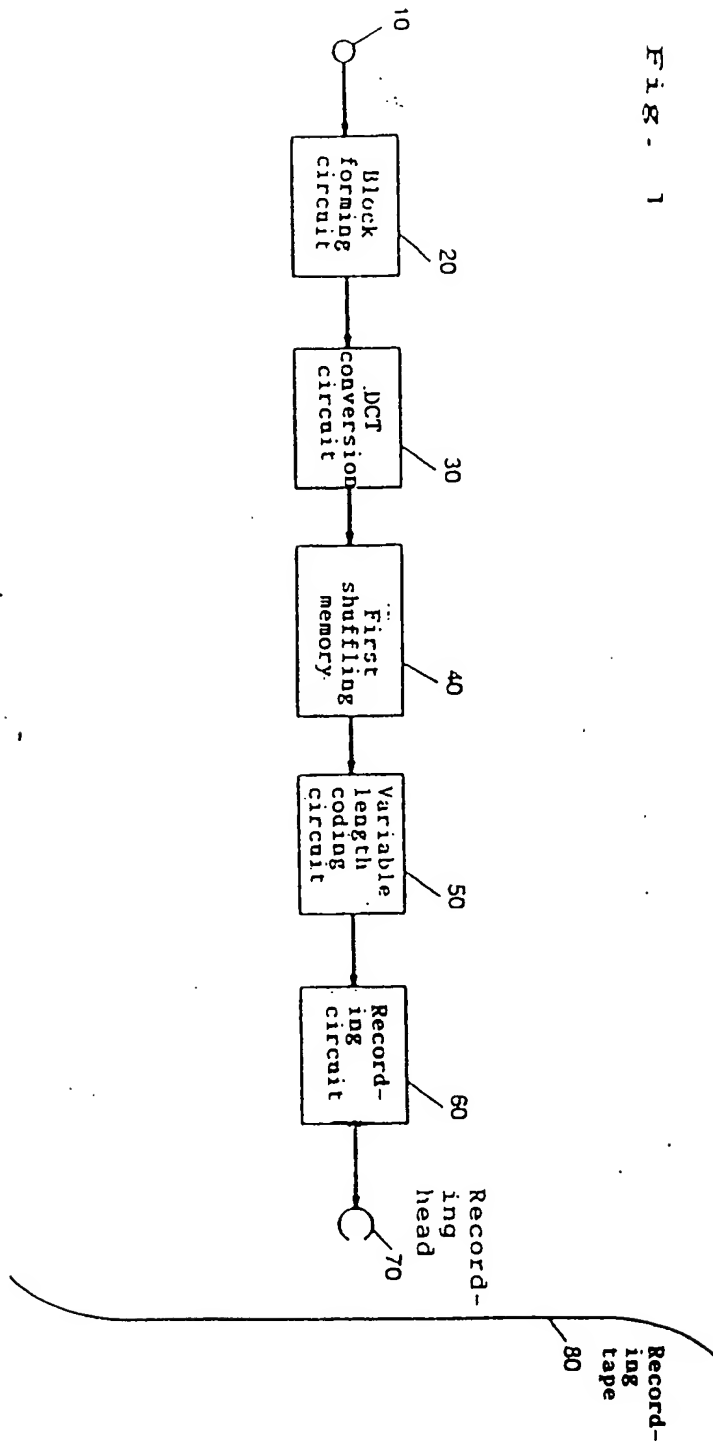 Fig. 1
10
Block
forming
circuit
20
DCT
conversion
circuit
30
First
shuffling
memory
40
Variable
length
coding
circuit
50
Record-
ing
circuit
60
Record-
ing
head
70
Record-
ing
tape
80